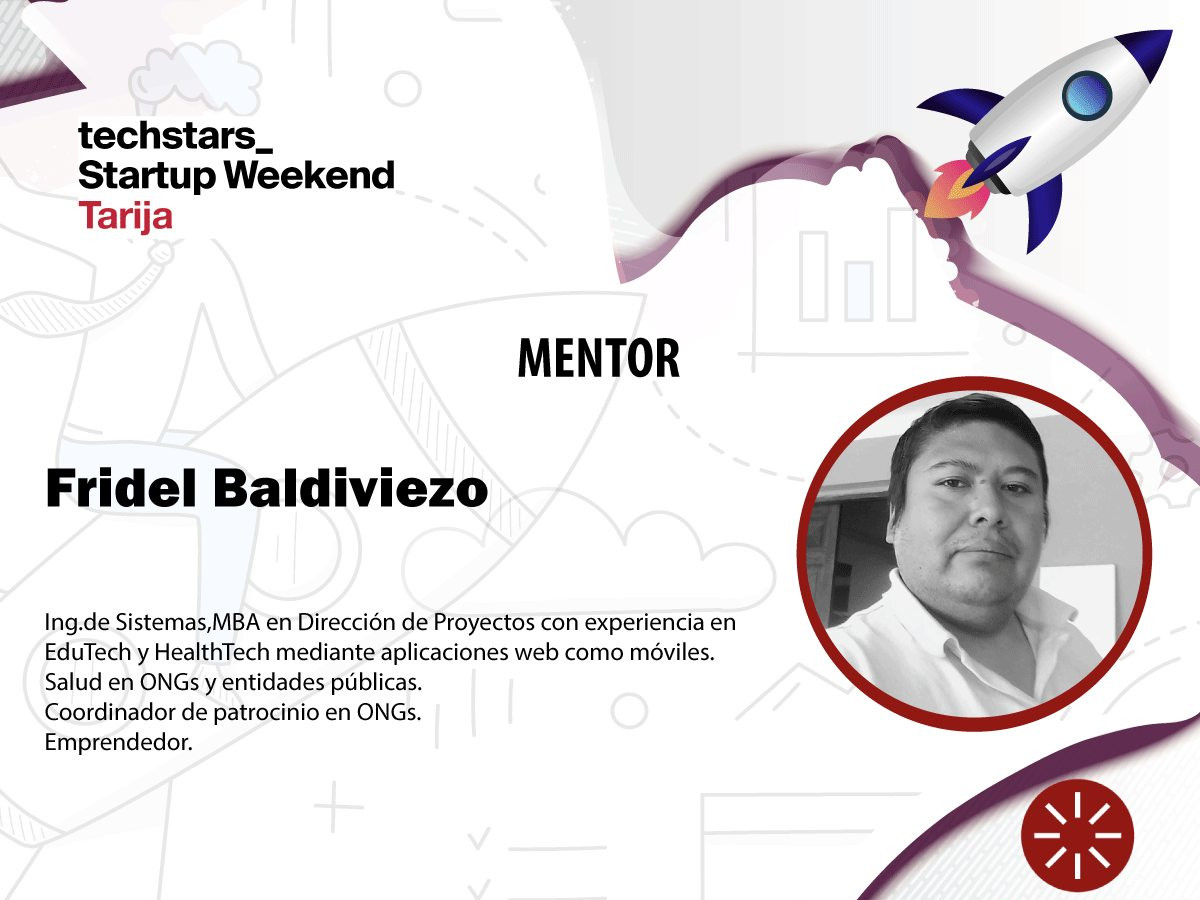 techstars_
Startup Weekend
Tarija
MENTOR
Fridel Baldiviezo
Ing.de Sistemas,MBA en Dirección de Proyectos con experiencia en
EduTech y HealthTech mediante aplicaciones web como móviles.
Salud en ONGs y entidades públicas.
Coordinador de patrocinio en ONGs.
Emprendedor.